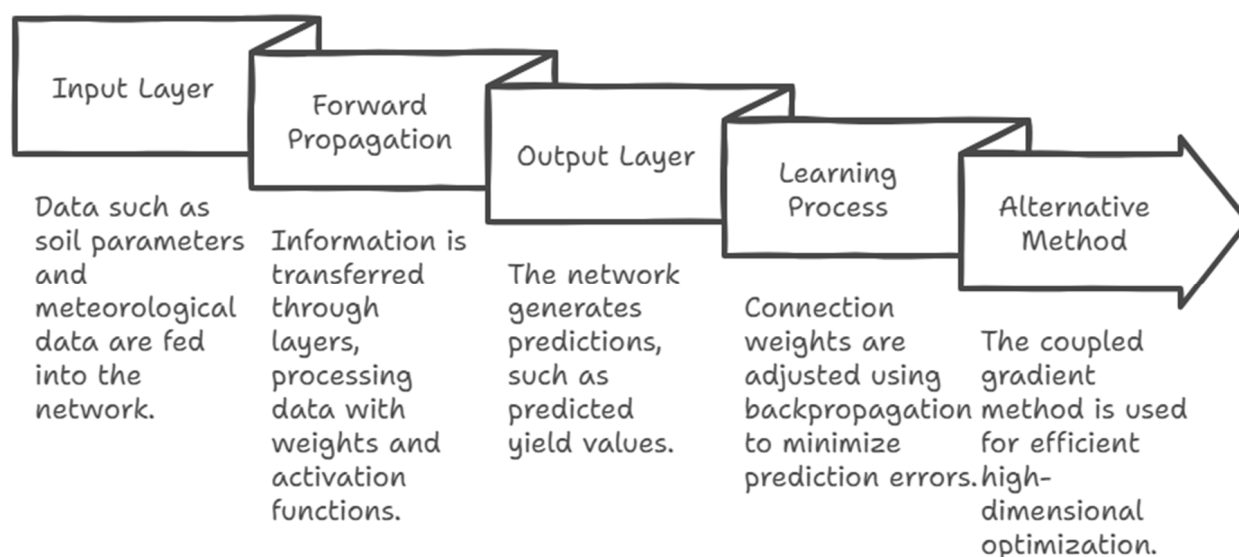 Input Layer
Data such as
soil parameters
and
meteorological
data are fed
into the
network.
Forward
Propagation
Information is
transferred
through
layers,
processing
data with
weights and
activation
functions.
Output Layer
The network
generates
predictions,
such as
predicted
yield values.
Learning
Process
Connection
weights are
adjusted using
backpropagation
to minimize
prediction errors.
Alternative
Method
The coupled
gradient
method is used
for efficient
high-
dimensional
optimization.